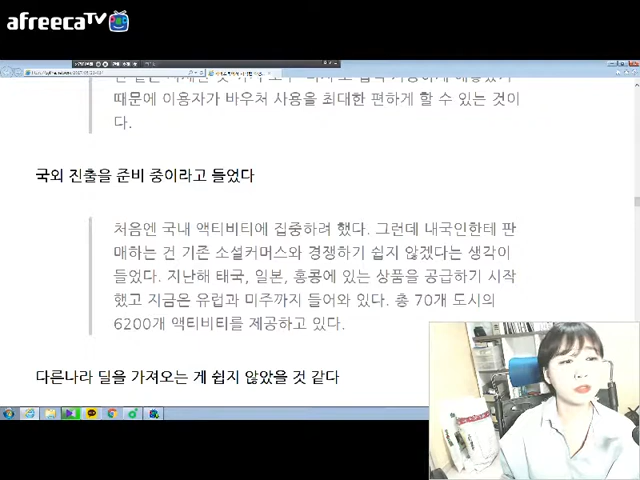 afreecaTV
때문에 이용자가 바우처 사용을 최대한 편하게 할 수 있는 것이
다.
국외 진출을 준비 중이라고 들었다
처음엔 국내 액티비티에 집중하려 했다. 그런데 내국인한테 판
매하는 건 기존 소셜커머스와 경쟁하기 쉽지 않겠다는 생각이
들었다. 지난해 태국, 일본, 홍콩에 있는 상품을 공급하기 시작
했고 지금은 유럽과 미주까지 들어와 있다. 총 70개 도시의
6200개 액티비티를 제공하고 있다.
다른나라 딜을 가져오는 게 쉽지 않았을 것 같다